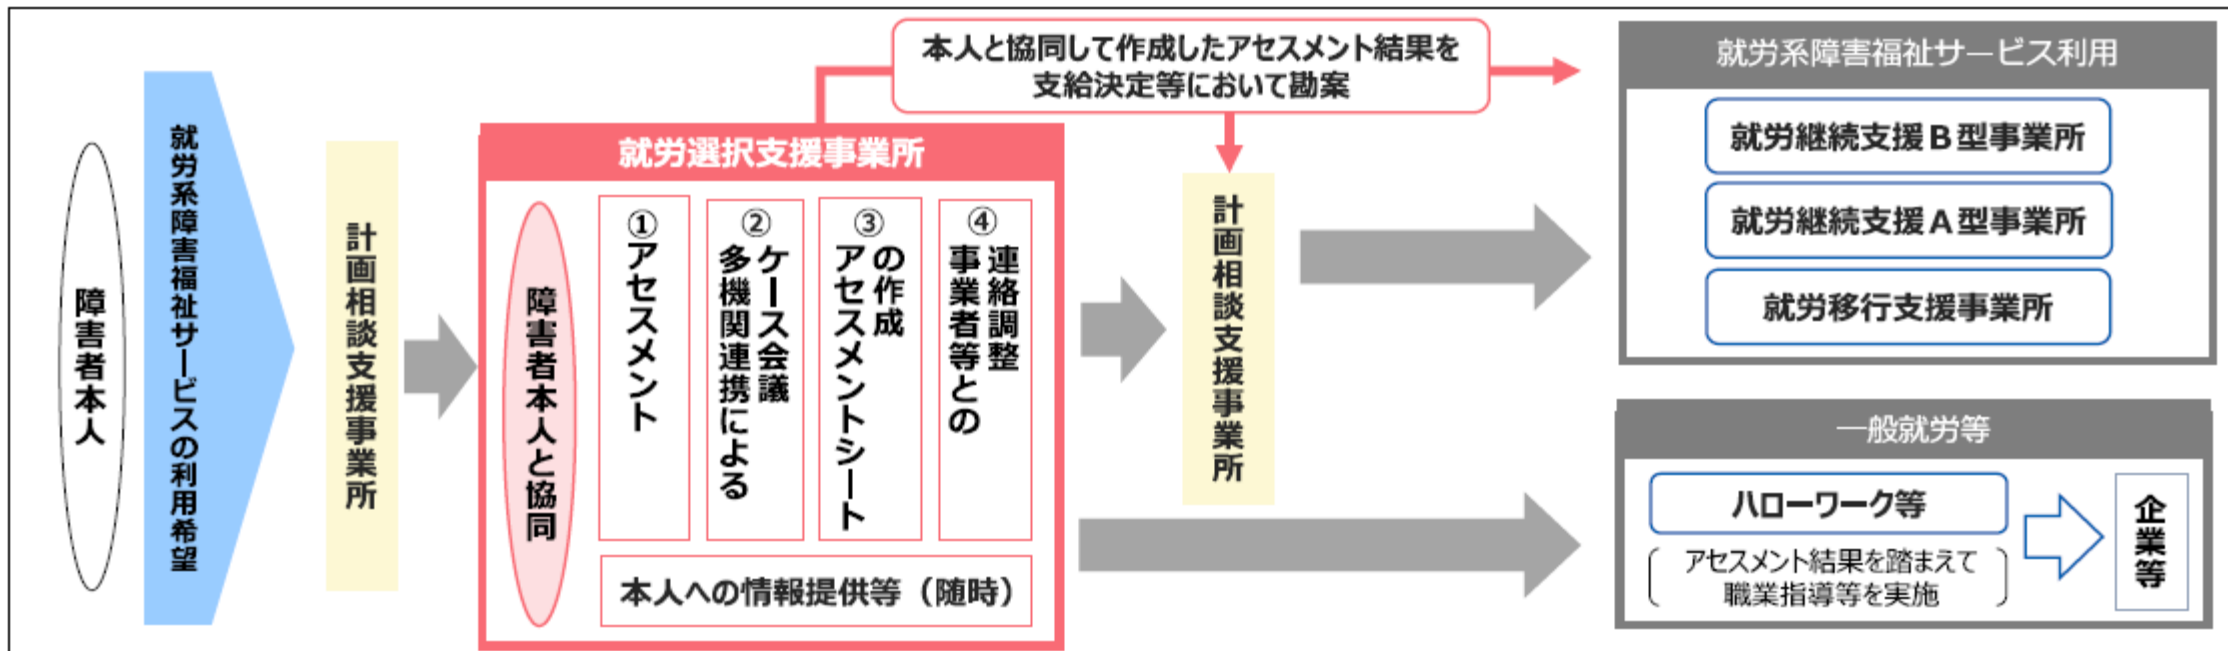 障害者本人
就労系障害福祉サービスの利用希望
計画相談支援事業所
就労選択支援事業所
障害者本人と協同
①
アセスメント
②
多機関連携による
ケース会議
③
アセスメントシート
の作成
④
事業者等との
連絡調整
本人への情報提供等（随時）
本人と協同して作成したアセスメント結果を
支給決定等において勘案
計画相談支援事業所
就労系障害福祉サービス利用
就労継続支援Ｂ型事業所
就労継続支援Ａ型事業所
就労移行支援事業所
一般就労等
ハローワーク等
アセスメント結果を踏まえて
職業指導等を実施
企業等